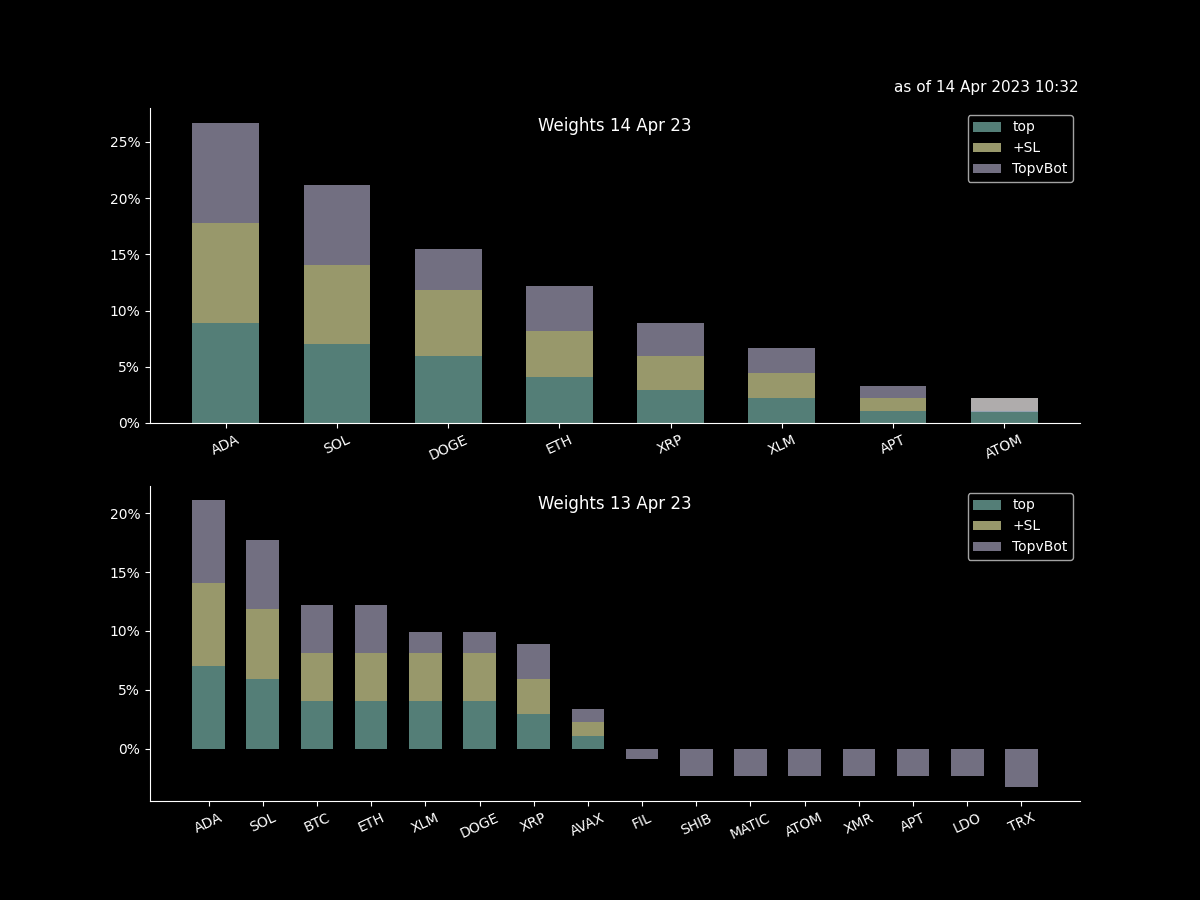 as of 14 Apr 2023 10:32
Weights 14 Apr 23
top
+SL
TopvBot
25%
20%
15%
10%
5%
0%
ADA SOL DOGE ETH XRP XLM APT ATOM
Weights 13 Apr 23
top
+SL
TopvBot
20%
15%
10%
5%
0%
ADA SOL BTC ETH XLM DOGE XRP AVAX FIL SHIB MATIC ATOM XMR APT LDO TRX